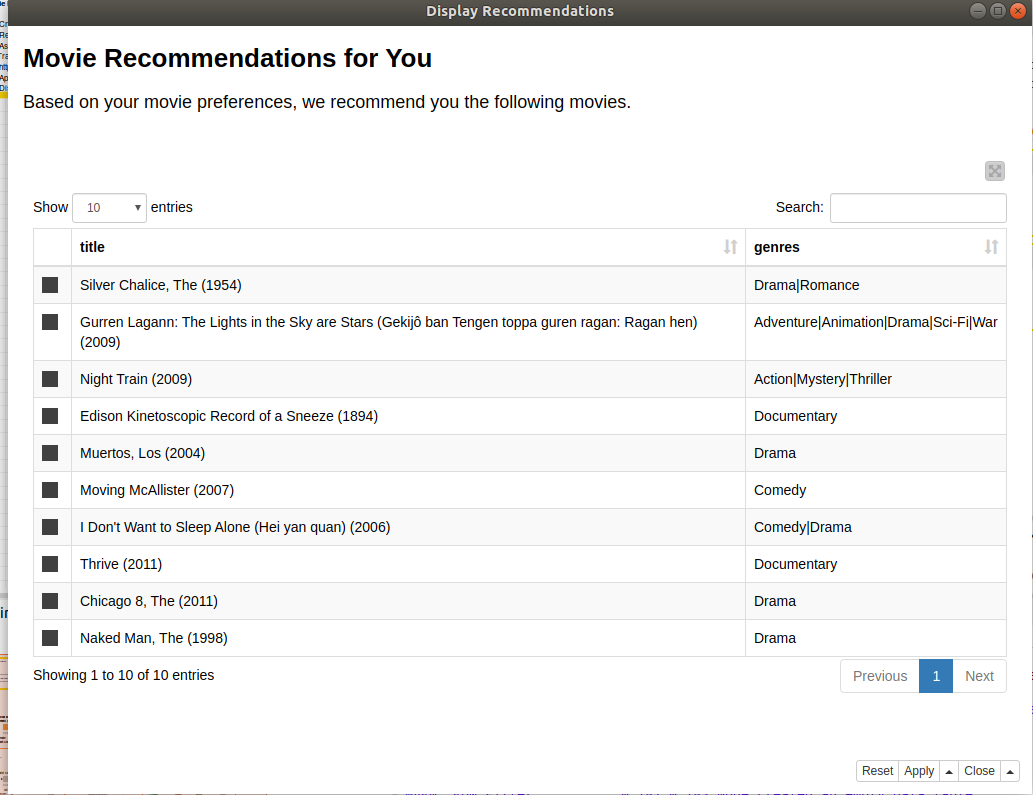 Display Recommendations
Movie Recommendations for You
Based on your movie preferences, we recommend you the following movies.
Show 10 entries Search:
title genres
Silver Chalice, The (1954) Drama|Romance
Gurren Lagann: The Lights in the Sky are Stars (Gekijô ban Tengen toppa guren ragan: Ragan hen) Adventure|Animation|Drama|Sci-Fi|War
(2009)
Night Train (2009) Action|Mystery|Thriller
Edison Kinetoscopic Record of a Sneeze (1894) Documentary
Muertos, Los (2004) Drama
Moving McAllister (2007) Comedy
I Don't Want to Sleep Alone (Hei yan quan) (2006) Comedy|Drama
Thrive (2011) Documentary
Chicago 8, The (2011) Drama
Naked Man, The (1998) Drama
Showing 1 to 10 of 10 entries Previous 1 Next
Reset Apply Close